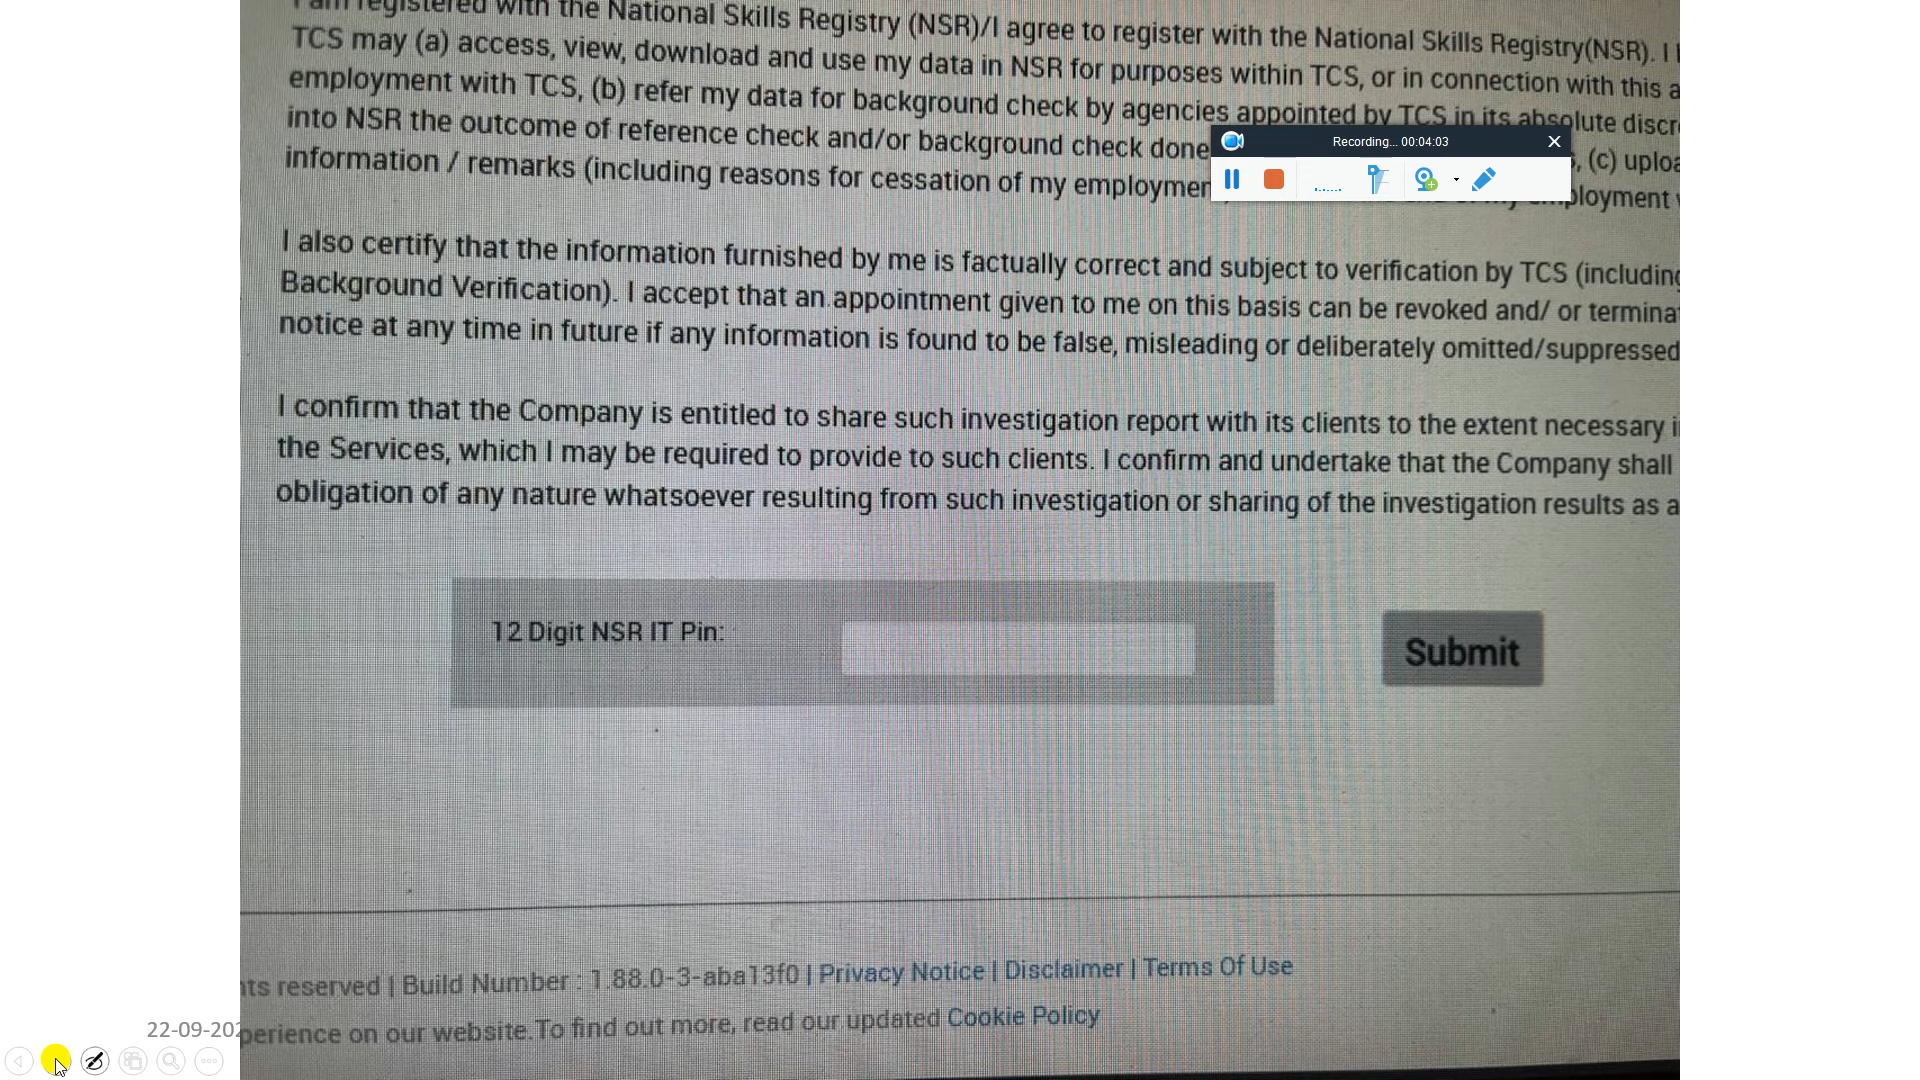 I am registered with the National Skills Registry (NSR)/I agree to register with the National Skills Registry(NSR). I
TCS may (a) access, view, download and use my data in NSR for purposes within TCS, or in connection with this a
employment with TCS, (b) refer my data for background check by agencies appointed by TCS in its absolute discr
into NSR the outcome of reference check and/or background check done , (c) uploa
information / remarks (including reasons for cessation of my employmen ployment
Recording... 00:04:03
I also certify that the information furnished by me is factually correct and subject to verification by TCS (including
Background Verification). I accept that an appointment given to me on this basis can be revoked and/ or termina
notice at any time in future if any information is found to be false, misleading or deliberately omitted/suppressed
I confirm that the Company is entitled to share such investigation report with its clients to the extent necessary i
the Services, which I may be required to provide to such clients. I confirm and undertake that the Company shall
obligation of any nature whatsoever resulting from such investigation or sharing of the investigation results as a
12 Digit NSR IT Pin:
Submit
nts reserved | Build Number : 1.88.0-3-aba13f0 | Privacy Notice | Disclaimer | Terms Of Use
22-09-202
perience on our website.To find out more, read our updated Cookie Policy